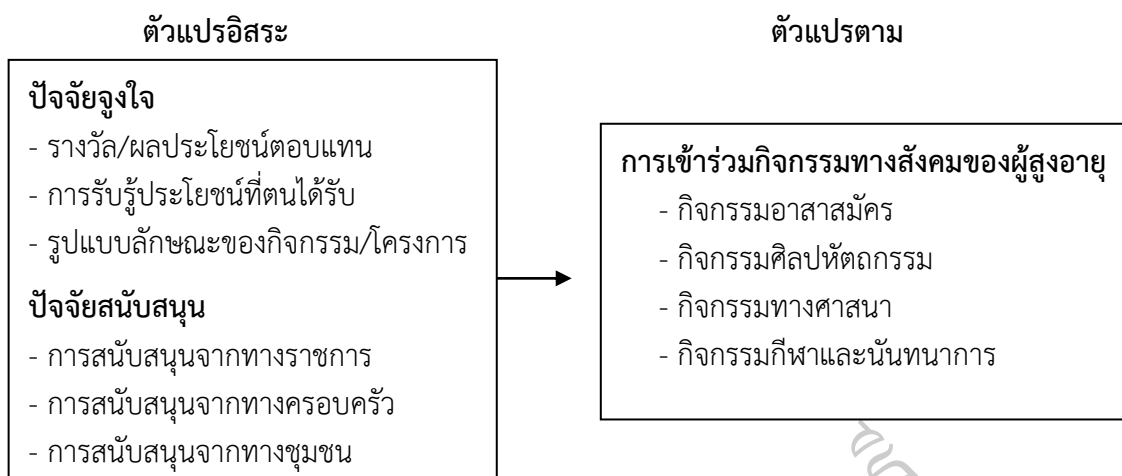 ตัวแปรอิสระ
ตัวแปรตาม
ปัจจัยจูงใจ
- รางวัล/ผลประโยชน์ตอบแทน
- การรับรู้ประโยชน์ที่ตนได้รับ
- รูปแบบลักษณะของกิจกรรม/โครงการ
ปัจจัยสนับสนุน
- การสนับสนุนจากทางราชการ
- การสนับสนุนจากทางครอบครัว
- การสนับสนุนจากทางชุมชน
การเข้าร่วมกิจกรรมทางสังคมของผู้สูงอายุ
- กิจกรรมอาสาสมัคร
- กิจกรรมศิลปหัตถกรรม
- กิจกรรมทางศาสนา
- กิจกรรมกีฬาและนันทนาการ